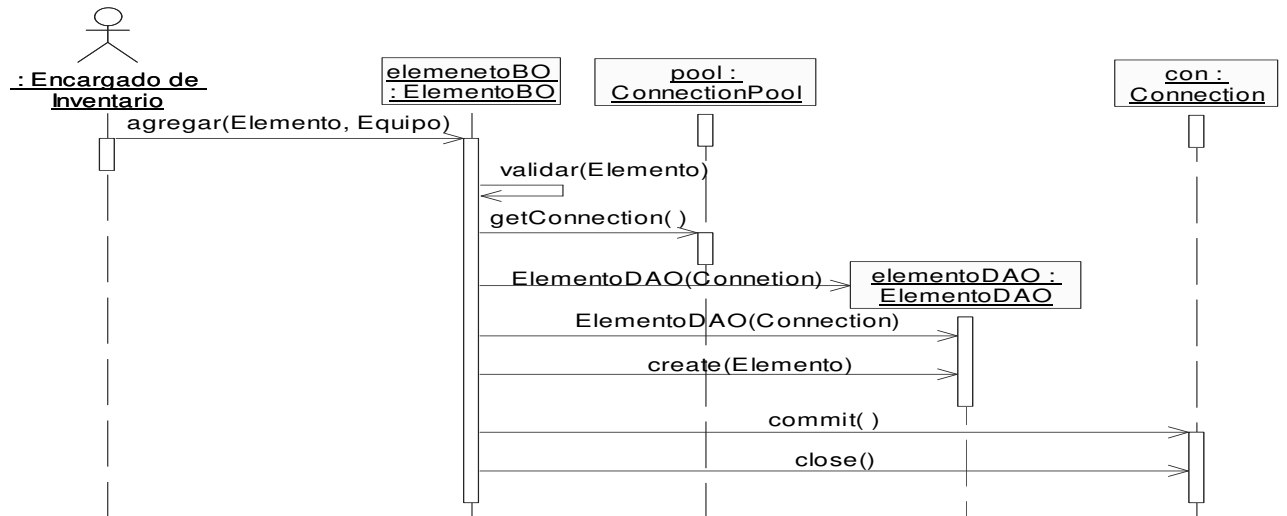 : Encargado de
Inventario
elemenetoBO
: ElementoBO
pool :
ConnectionPool
con :
Connection
agregar(Elemento, Equipo)
validar(Elemento)
getConnection( )
ElementoDAO(Connetion)
elementoDAO :
ElementoDAO
ElementoDAO(Connection)
create(Elemento)
commit( )
close()